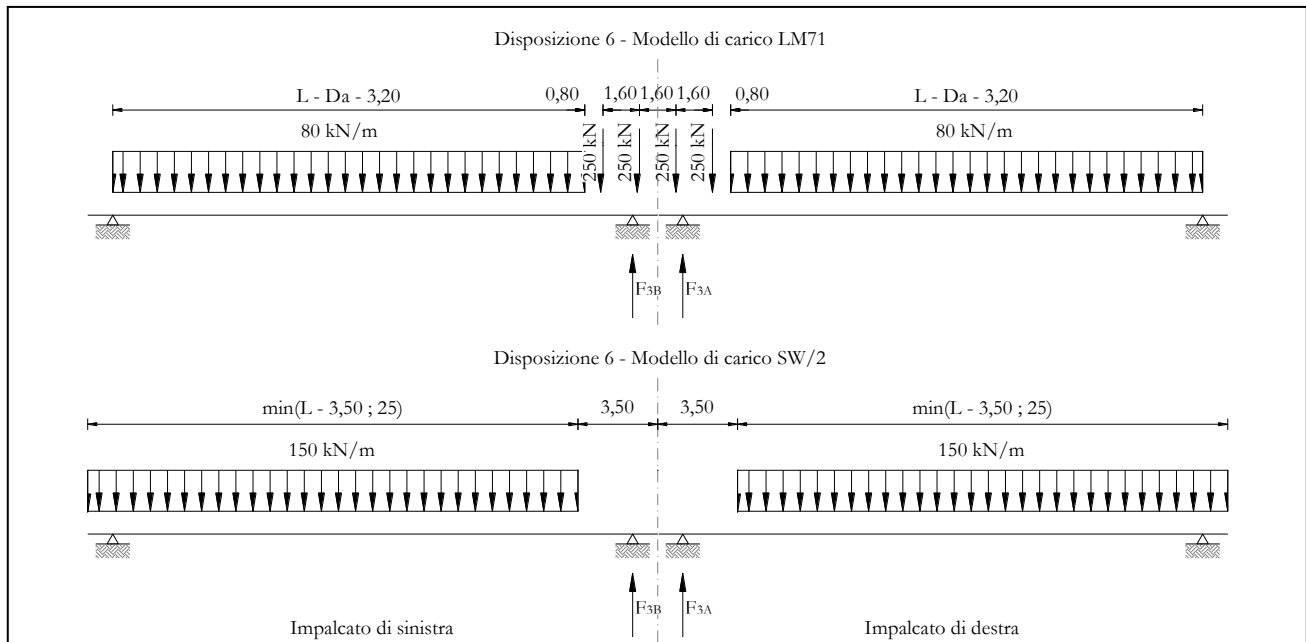 Disposizione 6 - Modello di carico LM71
L - Da - 3,20 0,80 1,60 1,60 1,60 0,80 L - Da - 3,20
80 kN/m 250 kN 250 kN 250 kN 250 kN 80 kN/m
F3B F3A
Disposizione 6 - Modello di carico SW/2
min(L - 3,50 ; 25) 3,50 3,50 min(L - 3,50 ; 25)
150 kN/m 150 kN/m
F3B F3A
Impalcato di sinistra Impalcato di destra